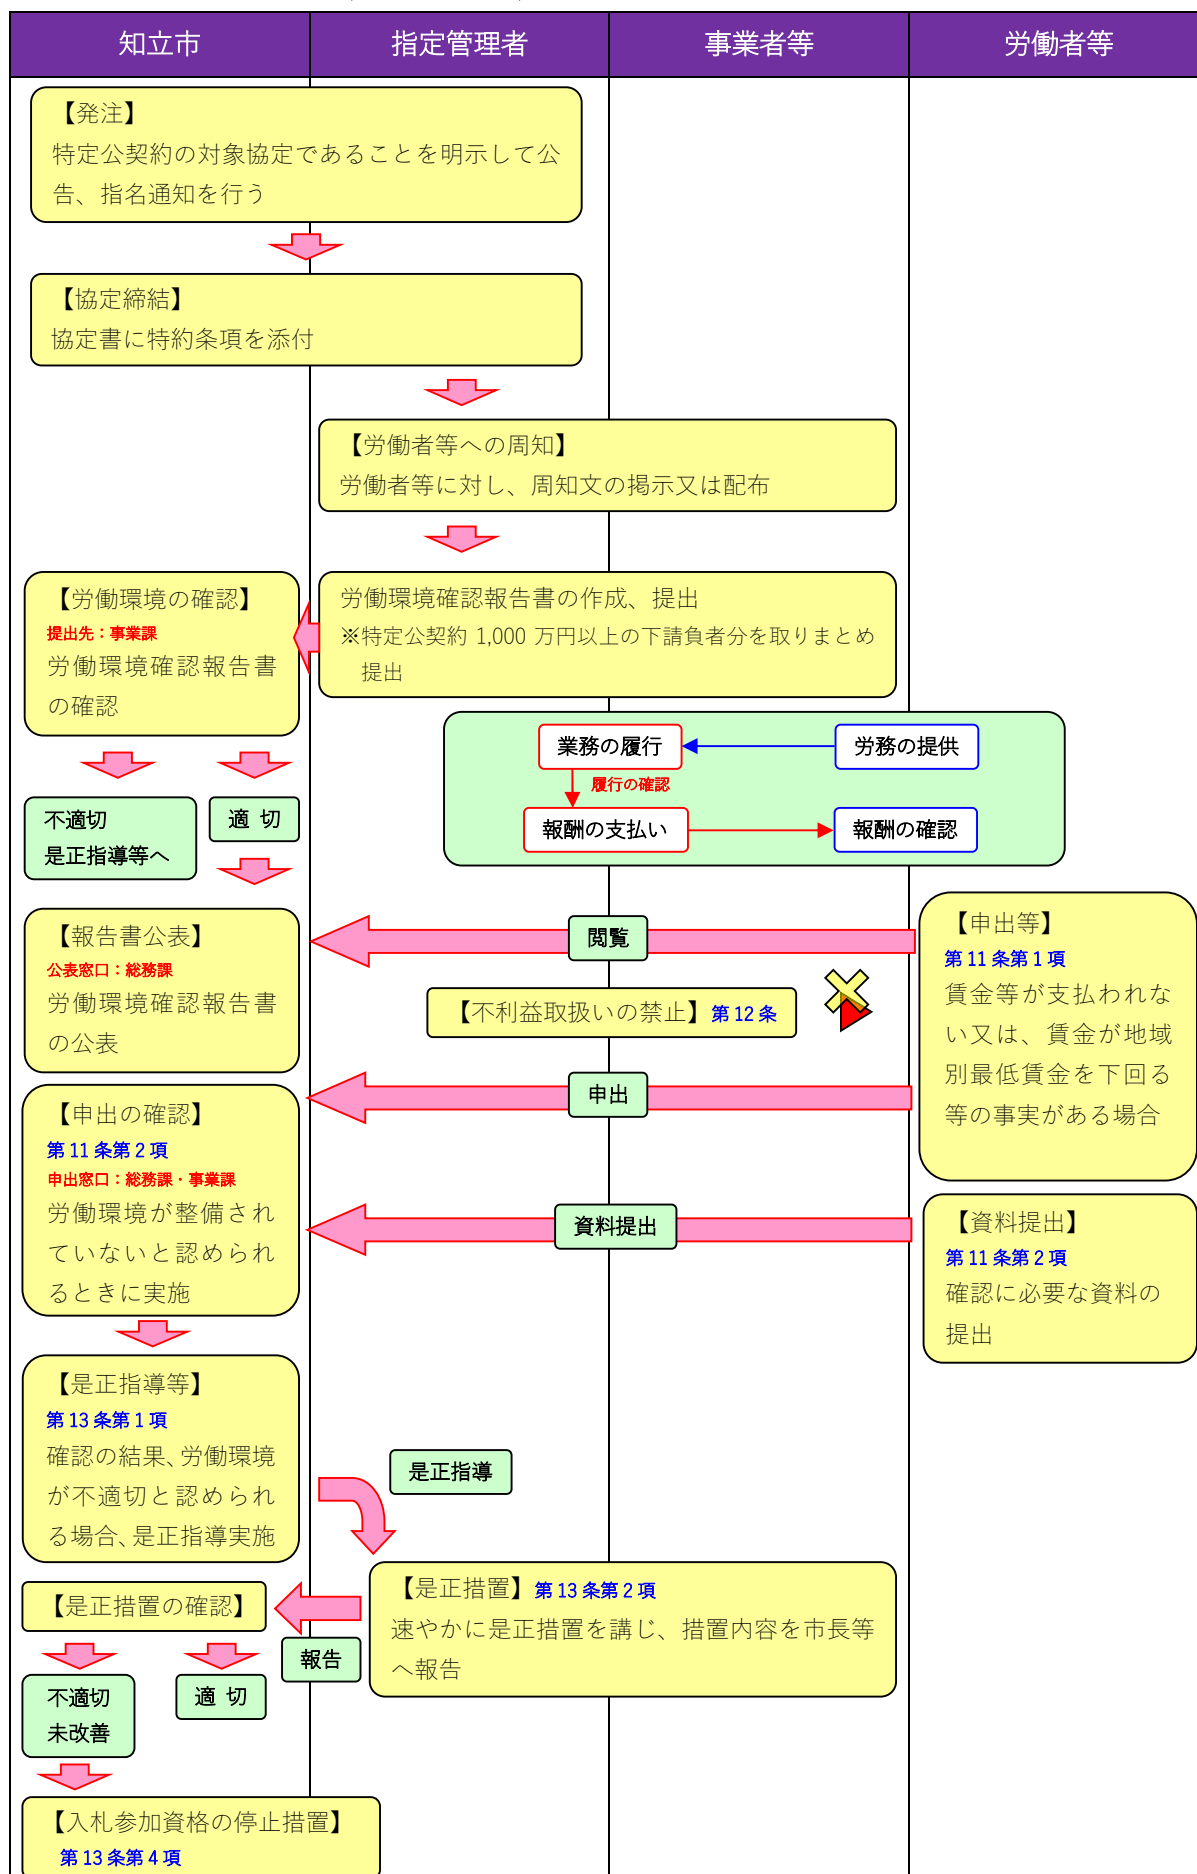 知立市
指定管理者
事業者等
労働者等
【発注】
特定公契約の対象協定であることを明示して公
告、指名通知を行う
【協定締結】
協定書に特約条項を添付
【労働者等への周知】
労働者等に対し、周知文の掲示又は配布
【労働環境の確認】
提出先：事業課
労働環境確認報告書
の確認
労働環境確認報告書の作成、提出
※特定公契約 1,000 万円以上の下請負者分を取りまとめ
提出
業務の履行
労務の提供
履行の確認
報酬の支払い
報酬の確認
不適切
是正指導等へ
適 切
【報告書公表】
公表窓口：総務課
労働環境確認報告書
の公表
閲覧
【申出等】
第 11 条第 1 項
賃金等が支払われな
い又は、賃金が地域
別最低賃金を下回る
等の事実がある場合
【不利益取扱いの禁止】第 12 条
申出
【申出の確認】
第 11 条第 2 項
申出窓口：総務課・事業課
労働環境が整備され
ていないと認められ
るときに実施
資料提出
【資料提出】
第 11 条第 2 項
確認に必要な資料の
提出
【是正指導等】
第 13 条第 1 項
確認の結果、労働環境
が不適切と認められ
る場合、是正指導実施
是正指導
【是正措置】第 13 条第 2 項
速やかに是正措置を講じ、措置内容を市長等
へ報告
【是正措置の確認】
報告
不適切
未改善
適 切
【入札参加資格の停止措置】
第 13 条第 4 項